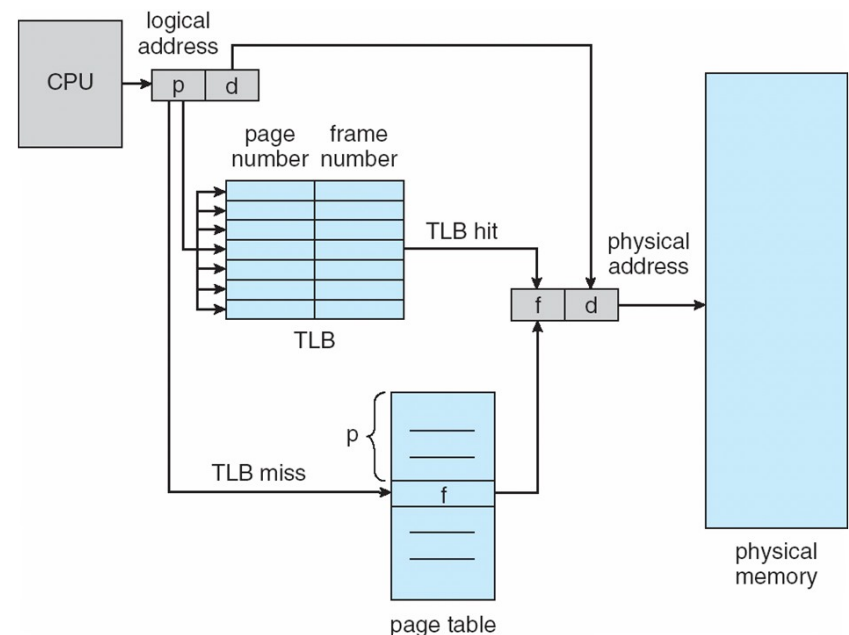 logical
address
CPU
p d
page frame
number number
TLB hit
physical
address
f d
TLB
p
TLB miss
f
physical
memory
page table